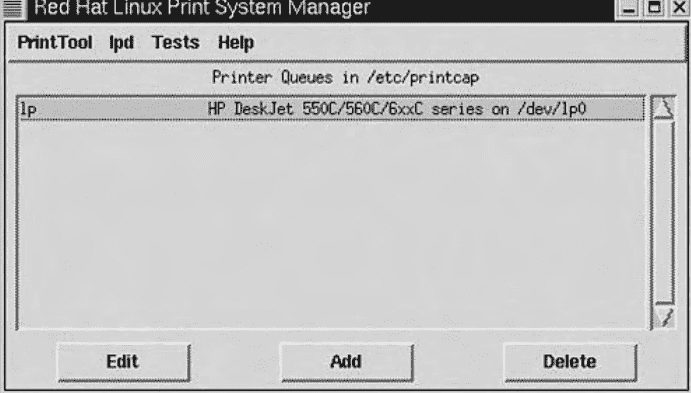 Red Hat Linux Print System Manager
PrintTool lpd Tests Help
Printer Queues in /etc/printcap
lp HP DeskJet 550C/560C/6xxC series on /dev/lp0
Edit Add Delete